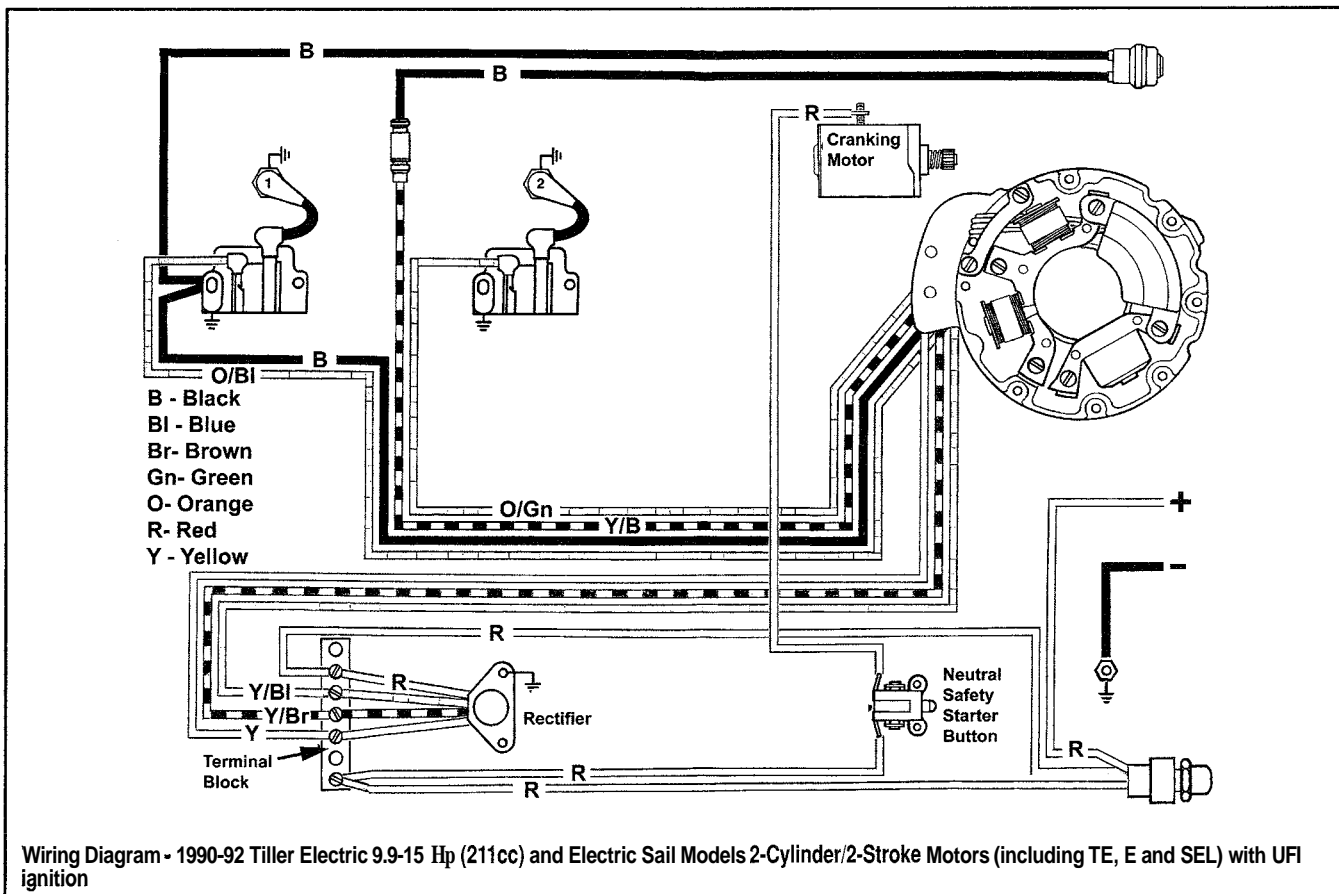 B
B
R
Cranking
Motor
1
2
B
O/Bl
B - Black
Bl - Blue
Br- Brown
Gn- Green
O- Orange
R- Red
Y - Yellow
O/Gn
Y/B
+
-
R
R
Y/Bl
Y/Br
Y
Rectifier
Neutral
Safety
Starter
Button
R
Terminal
Block
R
R
Wiring Diagram - 1990-92 Tiller Electric 9.9-15 Hp (211cc) and Electric Sail Models 2-Cylinder/2-Stroke Motors (including TE, E and SEL) with UFI
ignition